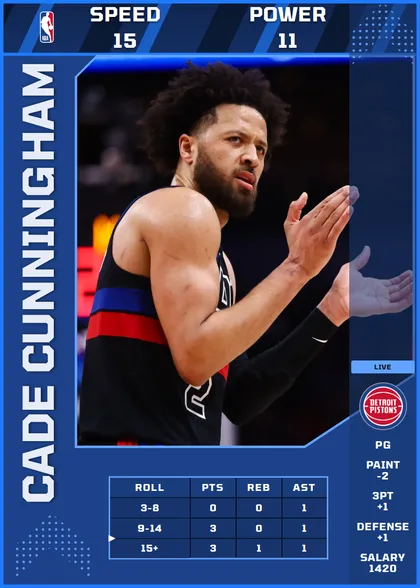 SPEED POWER
15 11
CADE CUNNINGHAM
2
LIVE
DETROIT
PISTONS
PG
PAINT
-2
3PT
+1
DEFENSE
+1
SALARY
1420
ROLL PTS REB AST
3-8 0 0 1
9-14 3 0 1
15+ 3 1 1